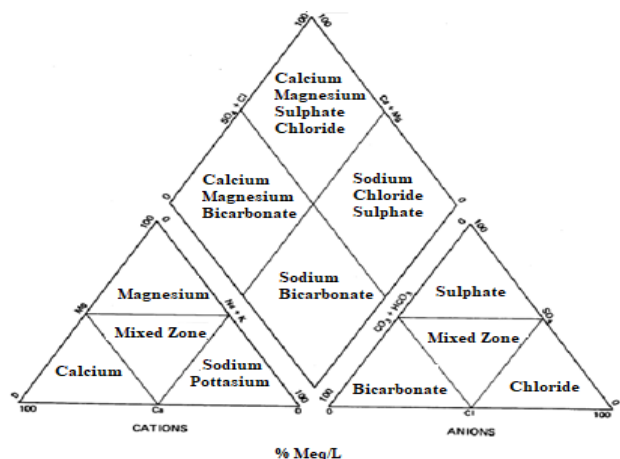 100 100
Calcium
Magnesium
Sulphate
Chloride
SO₄ + Cl
Ca + Mg
Calcium
Magnesium
Bicarbonate
Sodium
Chloride
Sulphate
0 0
Sodium
Bicarbonate
100 0
Magnesium
Mg
Na + K
Mixed Zone
Calcium
Sodium
Pottasium
0 100
100 Ca 0
CATIONS
0 100
Sulphate
CO₃ + HCO₃
SO₄
Mixed Zone
Bicarbonate
Chloride
100 0
0 Cl 100
ANIONS
% Meq/L